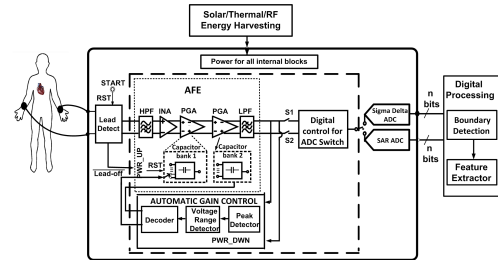 Solar/Thermal/RF
Energy Harvesting
Power for all internal blocks
START
RST
AFE
HPF INA PGA PGA LPF
S1
S2
Lead
Detect
Lead-off
PWR_UP
RST
Capacitor
bank 1
Capacitor
bank 2
Digital
control for
ADC Switch
Sigma Delta
ADC
SAR ADC
n
bits
n
bits
Digital
Processing
Boundary
Detection
Feature
Extractor
AUTOMATIC GAIN CONTROL
Decoder
Voltage
Range
Detector
Peak
Detector
PWR_DWN